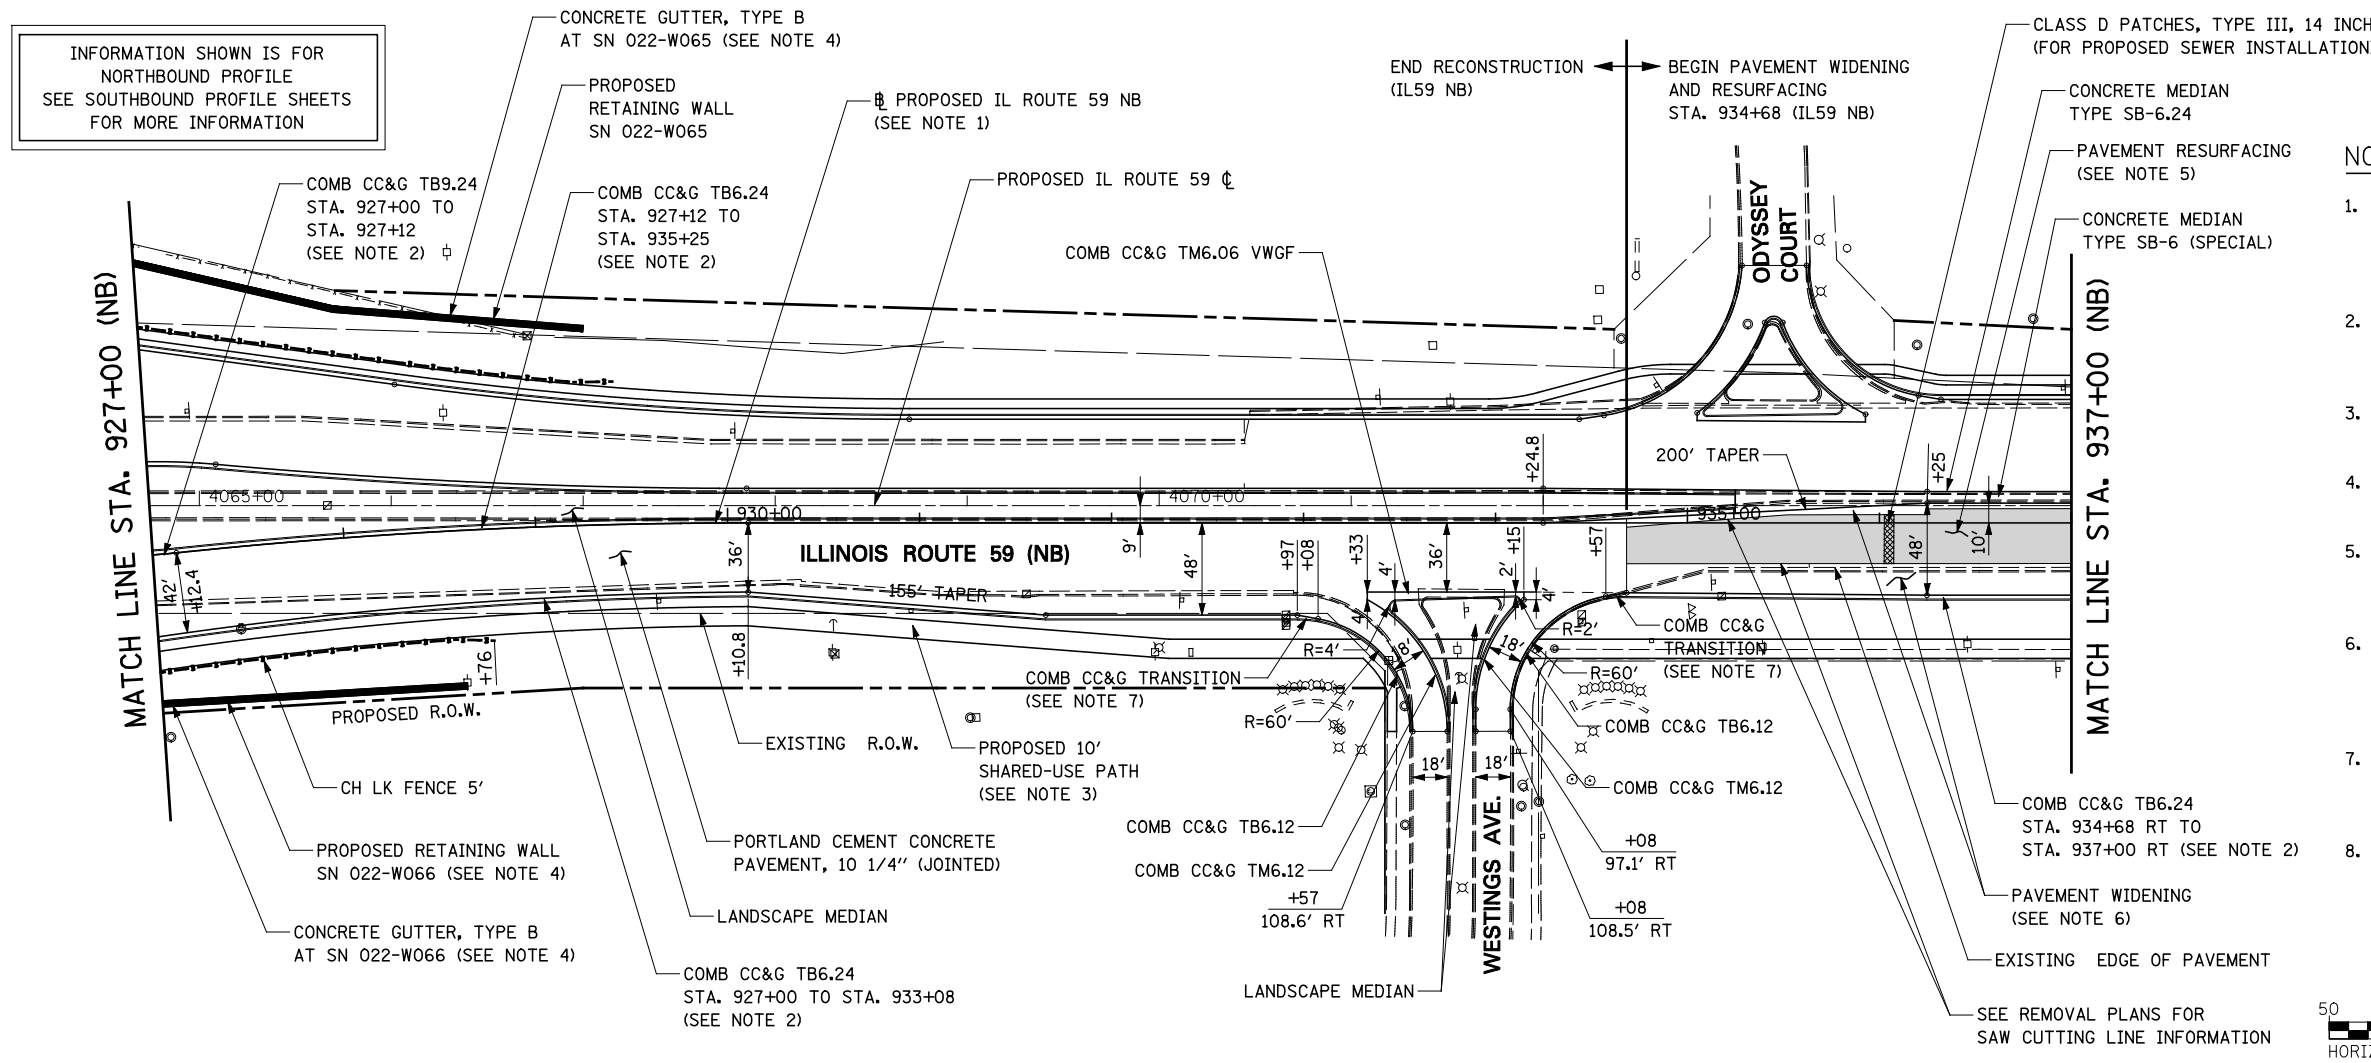 INFORMATION SHOWN IS FOR
NORTHBOUND PROFILE
SEE SOUTHBOUND PROFILE SHEETS
FOR MORE INFORMATION
CONCRETE GUTTER, TYPE B
AT SN 022-W065 (SEE NOTE 4)
PROPOSED
RETAINING WALL
SN 022-W065
℄ PROPOSED IL ROUTE 59 NB
(SEE NOTE 1)
END RECONSTRUCTION
(IL59 NB)
BEGIN PAVEMENT WIDENING
AND RESURFACING
STA. 934+68 (IL59 NB)
CLASS D PATCHES, TYPE III, 14 INCH
(FOR PROPOSED SEWER INSTALLATION)
CONCRETE MEDIAN
TYPE SB-6.24
PAVEMENT RESURFACING
(SEE NOTE 5)
CONCRETE MEDIAN
TYPE SB-6 (SPECIAL)
COMB CC&G TB9.24
STA. 927+00 TO
STA. 927+12
(SEE NOTE 2)
COMB CC&G TB6.24
STA. 927+12 TO
STA. 935+25
(SEE NOTE 2)
PROPOSED IL ROUTE 59 ℄
COMB CC&G TM6.06 VWGF
ODYSSEY
COURT
NO
1.
2.
3.
4.
5.
6.
7.
8.
MATCH LINE STA. 927+00 (NB)
MATCH LINE STA. 937+00 (NB)
200' TAPER
+24.8
+25
4065+00
4070+00
930+00
935+00
ILLINOIS ROUTE 59 (NB)
42'
+12.4
36'
+10.8
155' TAPER
9'
48'
+97
+08
+33
4'
4'
36'
2'
+15
4'
+57
48'
10'
+76
R=4'
18'
18'
R=2'
R=60'
R=60'
COMB CC&G
TRANSITION
(SEE NOTE 7)
COMB CC&G TRANSITION
(SEE NOTE 7)
PROPOSED R.O.W.
EXISTING R.O.W.
PROPOSED 10'
SHARED-USE PATH
(SEE NOTE 3)
CH LK FENCE 5'
COMB CC&G TB6.12
18'
18'
COMB CC&G TM6.12
COMB CC&G TB6.24
STA. 934+68 RT TO
STA. 937+00 RT (SEE NOTE 2)
PROPOSED RETAINING WALL
SN 022-W066 (SEE NOTE 4)
PORTLAND CEMENT CONCRETE
PAVEMENT, 10 1/4" (JOINTED)
COMB CC&G TB6.12
COMB CC&G TM6.12
+57
108.6' RT
+08
97.1' RT
+08
108.5' RT
WESTINGS AVE.
PAVEMENT WIDENING
(SEE NOTE 6)
LANDSCAPE MEDIAN
CONCRETE GUTTER, TYPE B
AT SN 022-W066 (SEE NOTE 4)
COMB CC&G TB6.24
STA. 927+00 TO STA. 933+08
(SEE NOTE 2)
LANDSCAPE MEDIAN
EXISTING EDGE OF PAVEMENT
SEE REMOVAL PLANS FOR
SAW CUTTING LINE INFORMATION
50
HORIZ